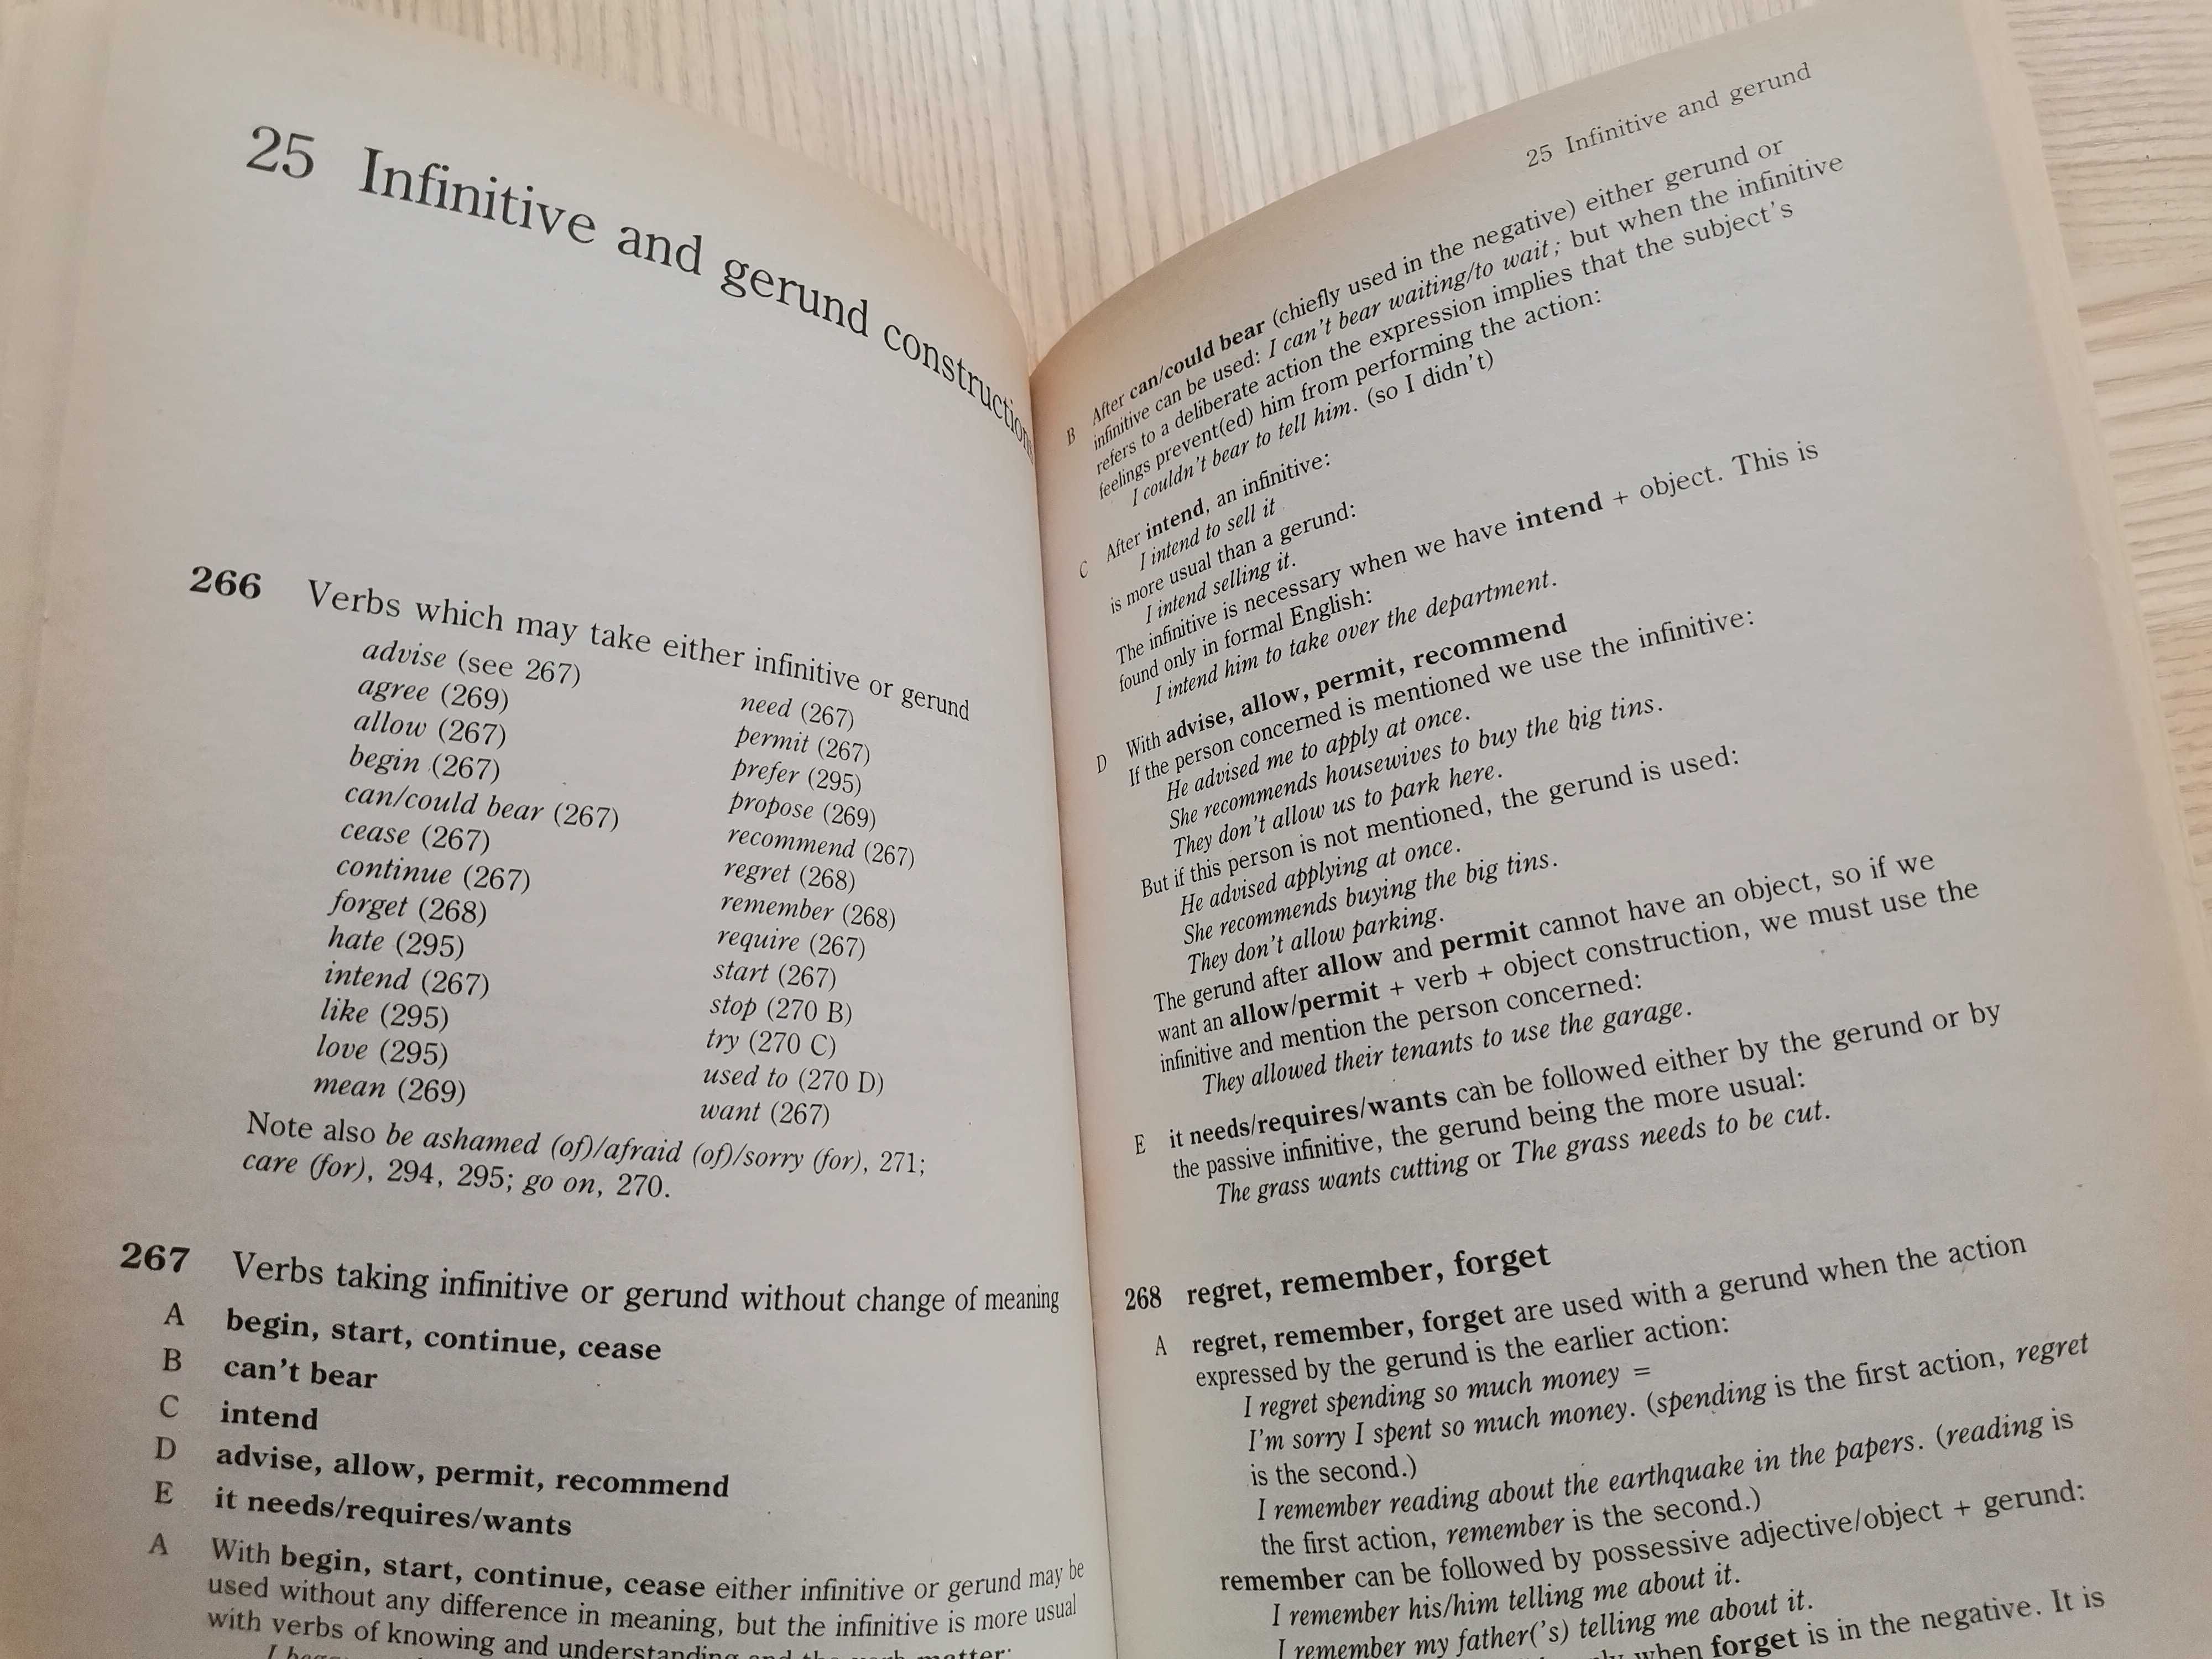 25 Infinitive and gerund constructions
266 Verbs which may take either infinitive or gerund
advise (see 267)
agree (269)
allow (267)
begin (267)
can/could bear (267)
cease (267)
continue (267)
forget (268)
hate (295)
intend (267)
like (295)
love (295)
mean (269)
need (267)
permit (267)
prefer (295)
propose (269)
recommend (267)
regret (268)
remember (268)
require (267)
start (267)
stop (270 B)
try (270 C)
used to (270 D)
want (267)
Note also be ashamed (of)/afraid (of)/sorry (for), 271;
care (for), 294, 295; go on, 270.
267 Verbs taking infinitive or gerund without change of meaning
A begin, start, continue, cease
B can't bear
C intend
D advise, allow, permit, recommend
E it needs/requires/wants
A With begin, start, continue, cease either infinitive or gerund may be
used without any difference in meaning, but the infinitive is more usual
with verbs of knowing and understanding and the verb matter:
25 Infinitive and gerund
B After can/could bear (chiefly used in the negative) either gerund or
infinitive can be used: I can't bear waiting/to wait; but when the infinitive
refers to a deliberate action the expression implies that the subject's
feelings prevent(ed) him from performing the action:
I couldn't bear to tell him. (so I didn't)
C After intend, an infinitive:
I intend to sell it
is more usual than a gerund:
I intend selling it.
The infinitive is necessary when we have intend + object. This is
found only in formal English:
I intend him to take over the department.
D With advise, allow, permit, recommend
If the person concerned is mentioned we use the infinitive:
He advised me to apply at once.
She recommends housewives to buy the big tins.
They don't allow us to park here.
But if this person is not mentioned, the gerund is used:
He advised applying at once.
She recommends buying the big tins.
They don't allow parking.
The gerund after allow and permit cannot have an object, so if we
want an allow/permit + verb + object construction, we must use the
infinitive and mention the person concerned:
They allowed their tenants to use the garage.
E it needs/requires/wants can be followed either by the gerund or by
the passive infinitive, the gerund being the more usual:
The grass wants cutting or The grass needs to be cut.
268 regret, remember, forget
A regret, remember, forget are used with a gerund when the action
expressed by the gerund is the earlier action:
I regret spending so much money =
I'm sorry I spent so much money. (spending is the first action, regret
is the second.)
I remember reading about the earthquake in the papers. (reading is
the first action, remember is the second.)
remember can be followed by possessive adjective/object + gerund:
I remember his/him telling me about it.
I remember my father('s) telling me about it.
when forget is in the negative. It is